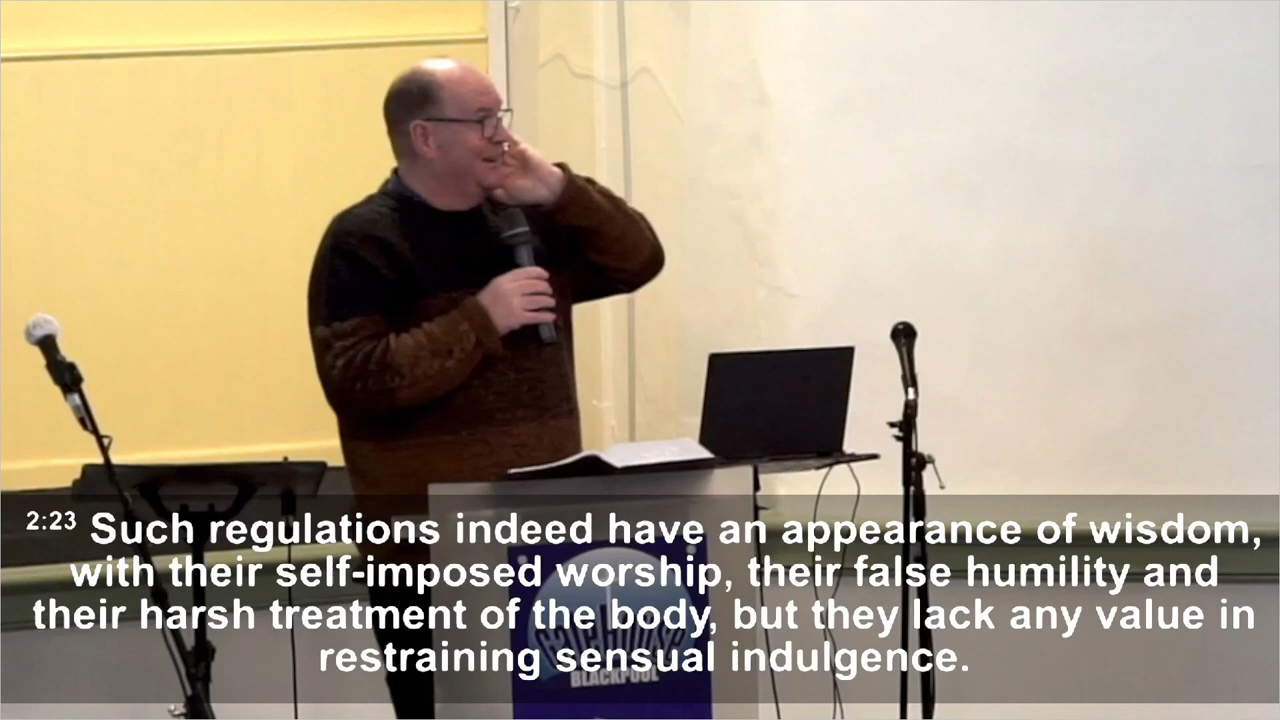 2:23 Such regulations indeed have an appearance of wisdom,
with their self-imposed worship, their false humility and
their harsh treatment of the body, but they lack any value in
restraining sensual indulgence.
Gatehouse
BLACKPOOL